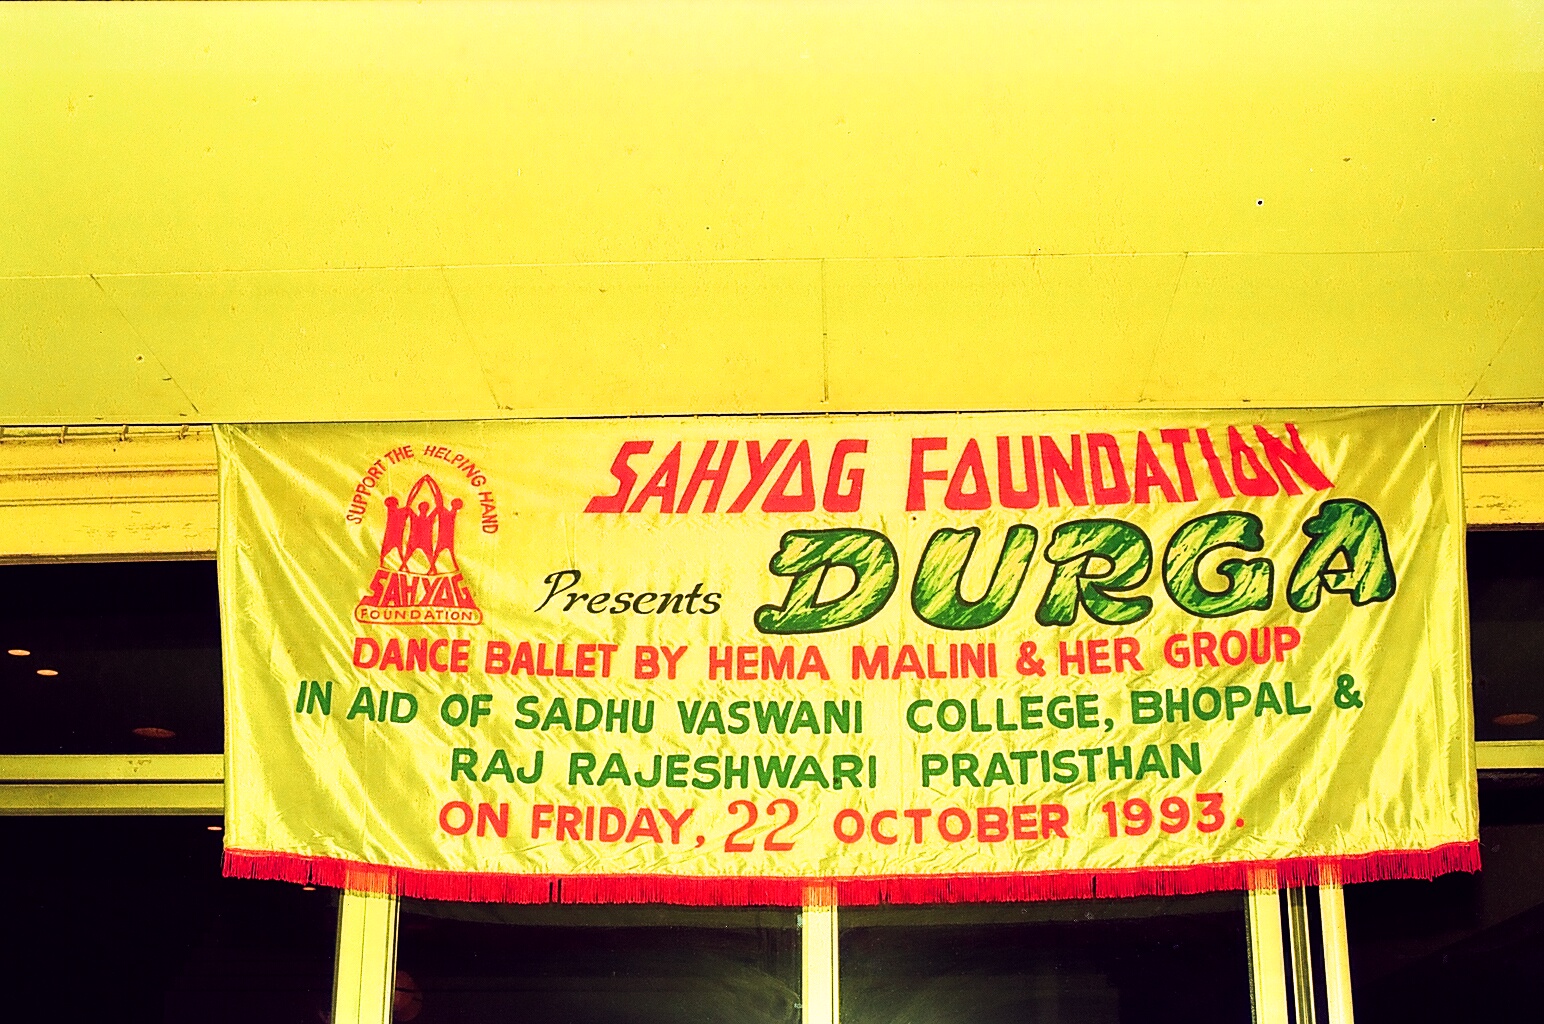 SUPPORT THE HELPING HAND
SAHYOG
FOUNDATION
SAHYOG FOUNDATION
Presents DURGA
DANCE BALLET BY HEMA MALINI & HER GROUP
IN AID OF SADHU VASWANI COLLEGE, BHOPAL &
RAJ RAJESHWARI PRATISTHAN
ON FRIDAY, 22 OCTOBER 1993.